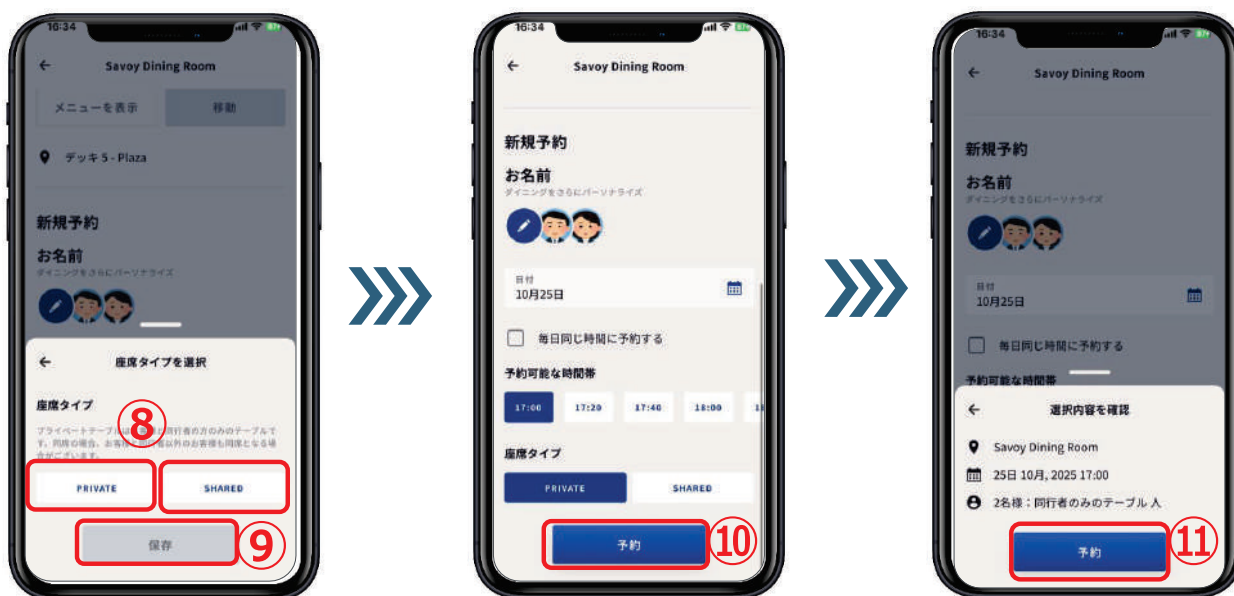 16:34
Savoy Dining Room
メニューを表示
移動
デッキ 5 - Plaza
新規予約
お名前
ダイニングをさらにパーソナライズ
座席タイプを選択
座席タイプ
⑧
合がございます。
PRIVATE
SHARED
保存
⑨
16:34
Savoy Dining Room
新規予約
お名前
ダイニングをさらにパーソナライズ
日付
10月25日
毎日同じ時間に予約する
予約可能な時間帯
17:00
17:20
17:40
18:00
座席タイプ
PRIVATE
SHARED
予約
⑩
16:34
Savoy Dining Room
新規予約
お名前
ダイニングをさらにパーソナライズ
日付
10月25日
毎日同じ時間に予約する
予約可能な時間帯
選択内容を確認
Savoy Dining Room
25日 10月, 2025 17:00
2名様：同行者のみのテーブル 人
予約
⑪